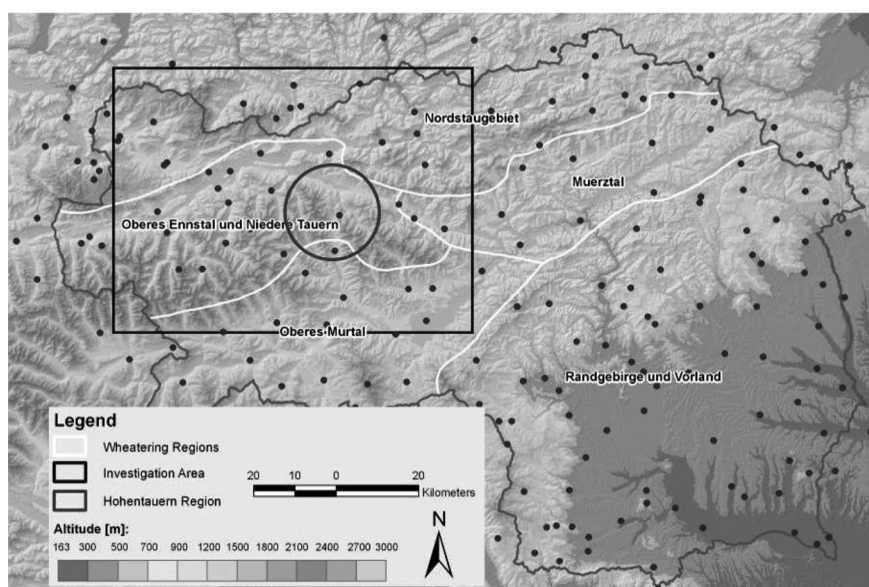 Nordstaugebiet
Muerztal
Oberes Ennstal und Niedere Tauern
Oberes Murtal
Randgebirge und Vorland
Legend
Wheatering Regions
Investigation Area
Hohentauern Region
20 10 0 20
Kilometers
Altitude [m]:
163 300 500 700 900 1200 1500 1800 2100 2400 2700 3000
N